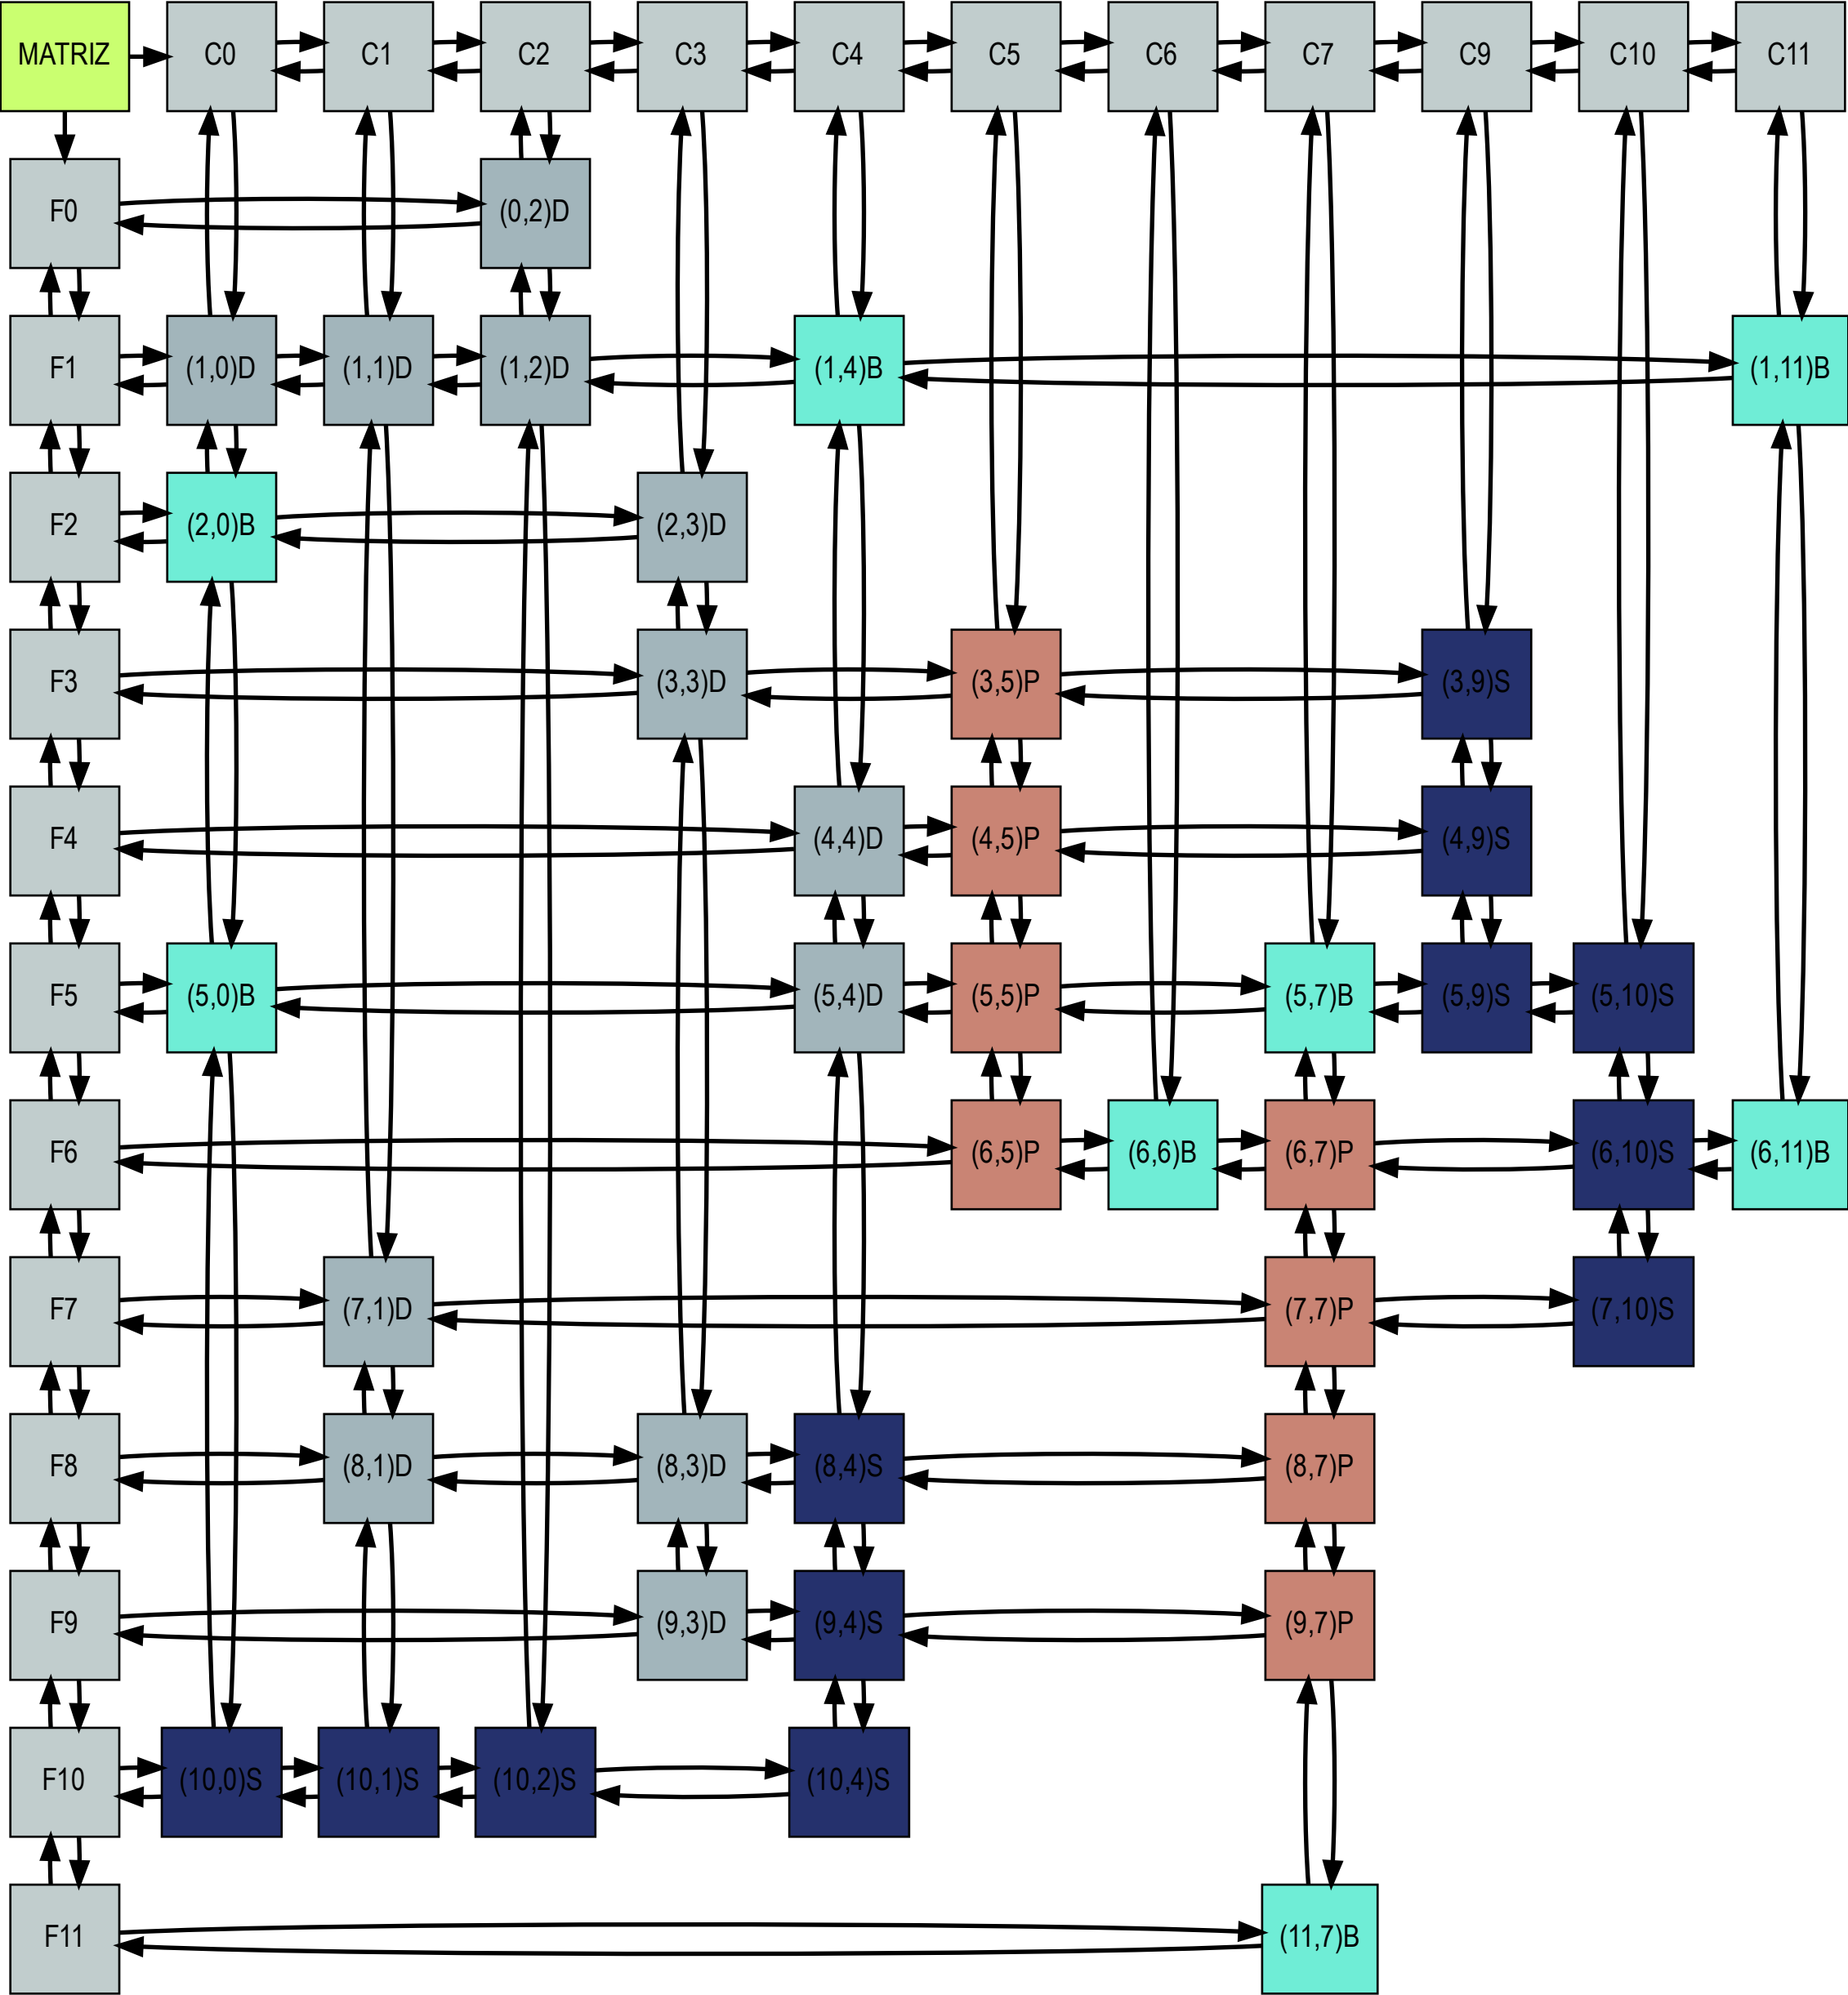 MATRIZ C0 C1 C2 C3 C4 C5 C6 C7 C9 C10 C11
F0 (0,2)D
F1 (1,0)D (1,1)D (1,2)D (1,4)B (1,11)B
F2 (2,0)B (2,3)D
F3 (3,3)D (3,5)P (3,9)S
F4 (4,4)D (4,5)P (4,9)S
F5 (5,0)B (5,4)D (5,5)P (5,7)B (5,9)S (5,10)S
F6 (6,5)P (6,6)B (6,7)P (6,10)S (6,11)B
F7 (7,1)D (7,7)P (7,10)S
F8 (8,1)D (8,3)D (8,4)S (8,7)P
F9 (9,3)D (9,4)S (9,7)P
F10 (10,0)S (10,1)S (10,2)S (10,4)S
F11 (11,7)B